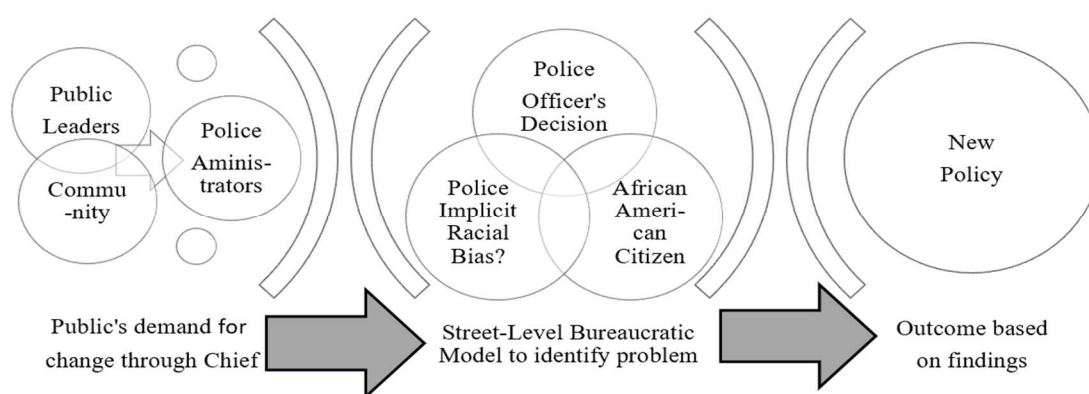 Public
Leaders
Commu
-nity
Police
Aminis-
trators
Police
Officer's
Decision
Police
Implicit
Racial
Bias?
African
Ameri-
can
Citizen
New
Policy
Public's demand for
change through Chief
Street-Level Bureaucratic
Model to identify problem
Outcome based
on findings